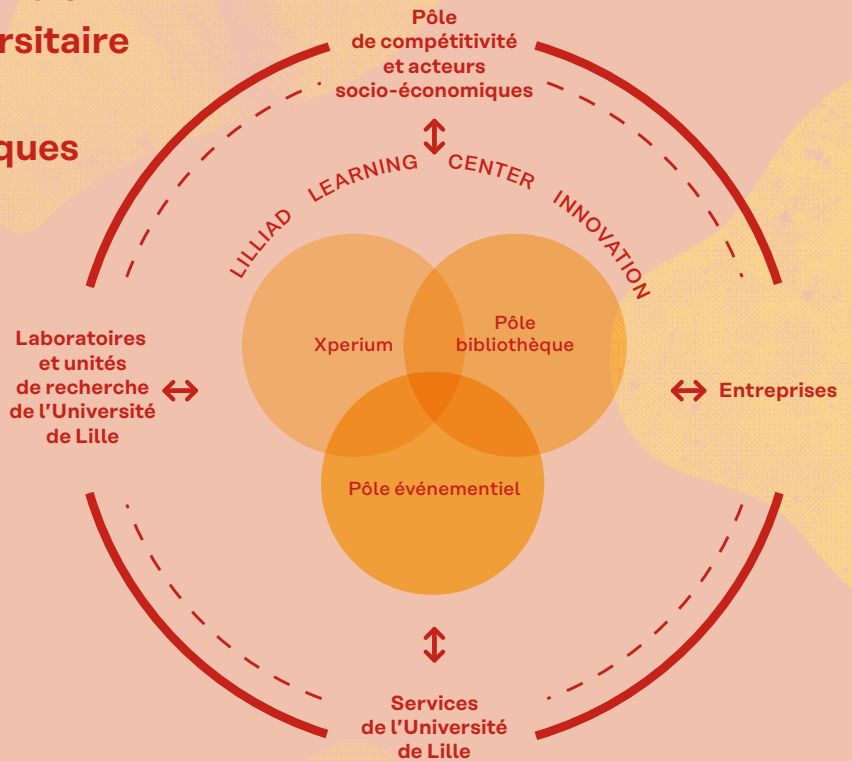 rsitaire
ques
Pôle
de compétitivité
et acteurs
socio-économiques
LILLIAD LEARNING CENTER INNOVATION
Xperium
Pôle
bibliothèque
Pôle événementiel
Laboratoires
et unités
de recherche
de l'Université
de Lille
Entreprises
Services
de l'Université
de Lille